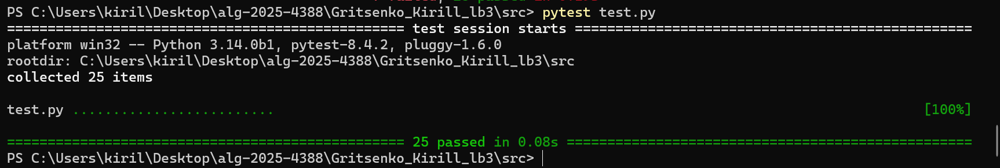 PS C:\Users\kiril\Desktop\alg-2025-4388\Gritsenko_Kirill_lb3\src> pytest test.py
================================================= test session starts =================================================
platform win32 -- Python 3.14.0b1, pytest-8.4.2, pluggy-1.6.0
rootdir: C:\Users\kiril\Desktop\alg-2025-4388\Gritsenko_Kirill_lb3\src
collected 25 items
test.py ......................... [100%]
================================================= 25 passed in 0.08s ==================================================
PS C:\Users\kiril\Desktop\alg-2025-4388\Gritsenko_Kirill_lb3\src>